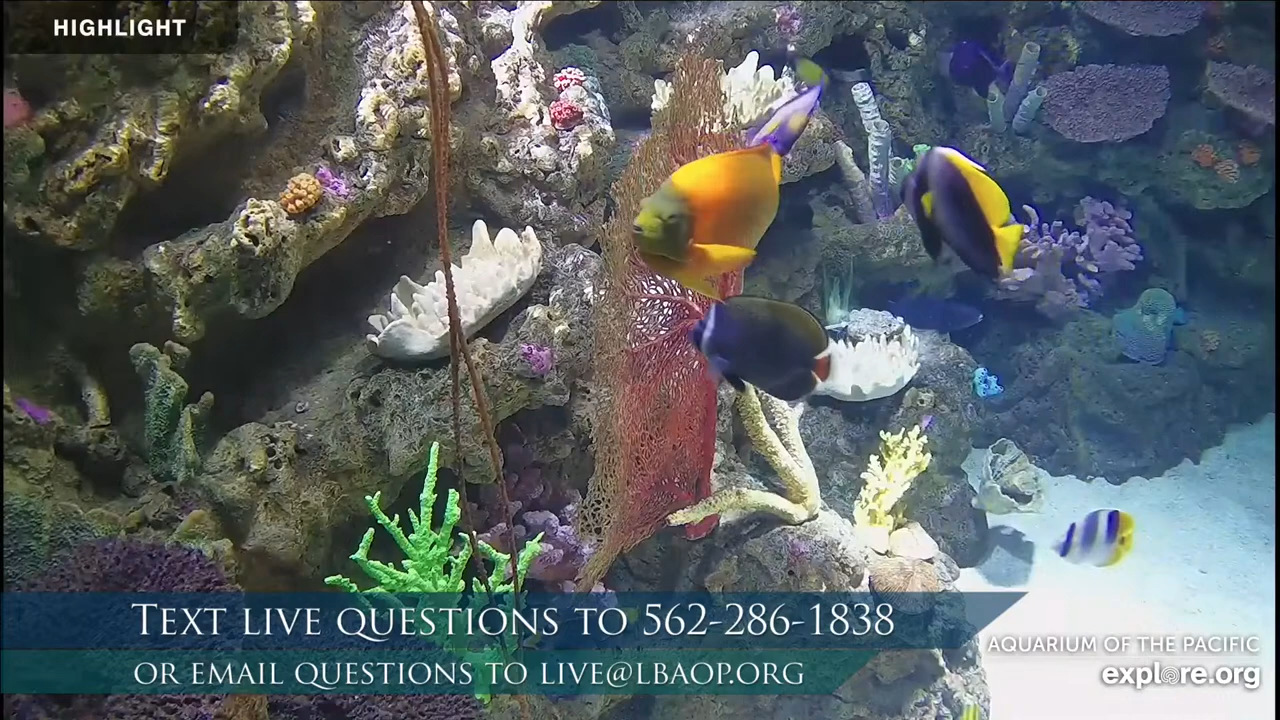 HIGHLIGHT
TEXT LIVE QUESTIONS TO 562-286-1838
OR EMAIL QUESTIONS TO LIVE@LBAOP.ORG
AQUARIUM OF THE PACIFIC
explore.org